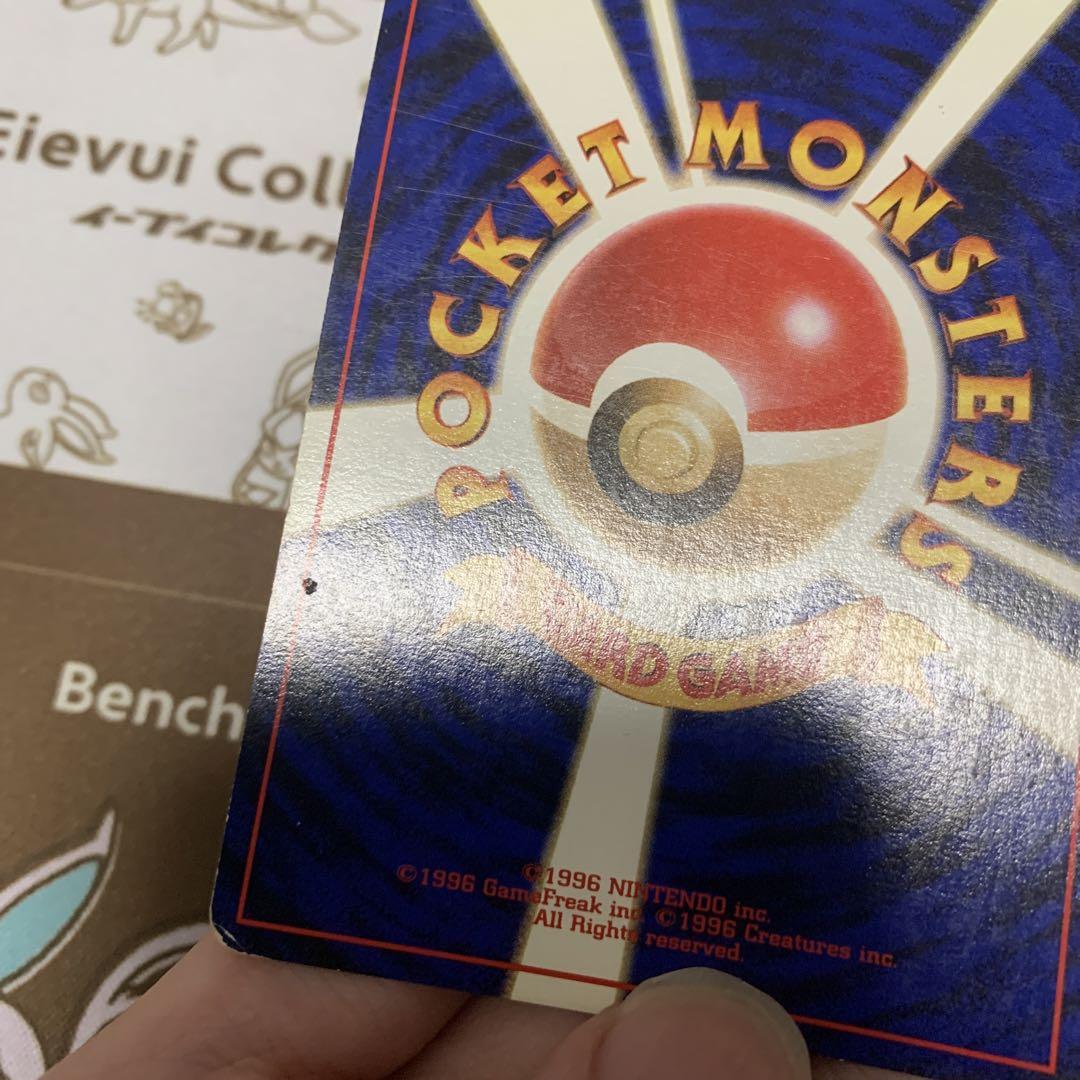 Eievui Coll
イーブイコレク
Bench
POCKET MONSTERS
CARD GAME
©1996 NINTENDO inc.
©1996 GameFreak inc. ©1996 Creatures inc.
All Rights reserved.